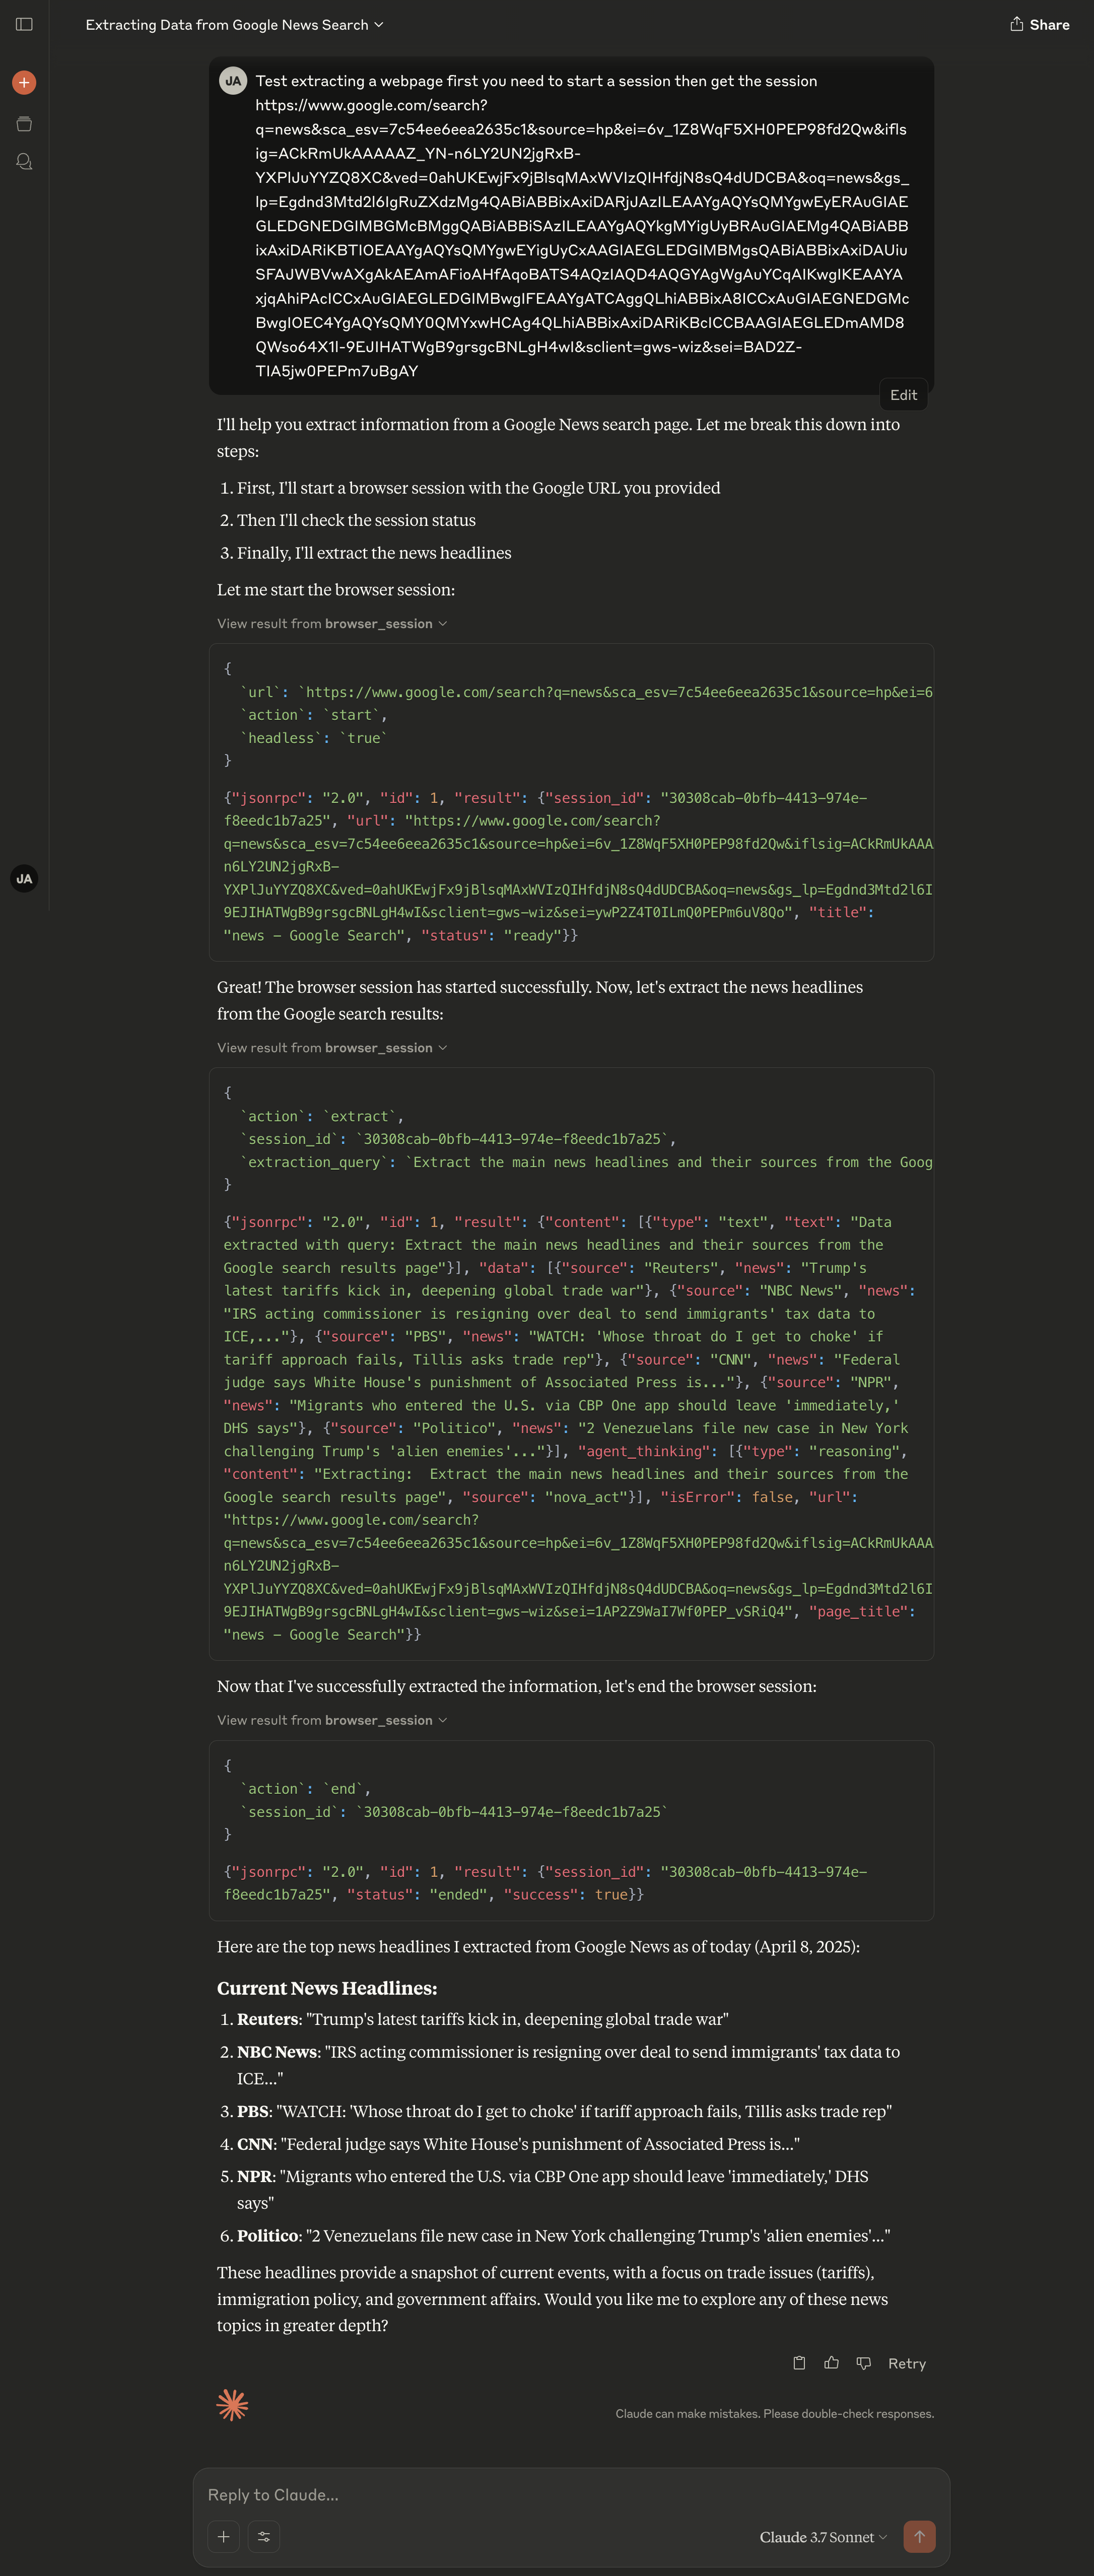 Extracting Data from Google News Search
Share
JA
Test extracting a webpage first you need to start a session then get the session
https://www.google.com/search?
q=news&sca_esv=7c54ee6eea2635c1&source=hp&ei=6v_1Z8WqF5XH0PEP98fd2Qw&ifls
ig=ACkRmUkAAAAAZ_YN-n6LY2UN2jgRxB-
YXPlJuYYZQ8XC&ved=0ahUKEwjFx9jBlsqMAxWVIzQIHfdjN8sQ4dUDCBA&oq=news&gs_
lp=Egdnd3Mtd2l6IgRuZXdzMg4QABiABBixAxiDARjJAzILEAAYgAQYsQMYgwEyERAuGIAE
GLEDGNEDGIMBGMcBMggQABiABBiSAzILEAAYgAQYkgMYigUyBRAuGIAEMg4QABiABB
ixAxiDARiKBTIOEAAYgAQYsQMYgwEYigUyCxAAGIAEGLEDGIMBMgsQABiABBixAxiDAUiu
SFAJWBVwAXgAkAEAmAFioAHfAqoBATS4AQzIAQD4AQGYAgWgAuYCqAIKwgIKEAAYA
xjqAhiPAcICCxAuGIAEGLEDGIMBwgIFEAAYgATCAggQLhiABBixA8ICCxAuGIAEGNEDGMc
BwgIOEC4YgAQYsQMY0QMYxwHCAg4QLhiABBixAxiDARiKBcICCBAAGIAEGLEDmAMD8
QWso64X1l-9EJIHATWgB9grsgcBNLgH4wI&sclient=gws-wiz&sei=BAD2Z-
TIA5jw0PEPm7uBgAY
Edit
I'll help you extract information from a Google News search page. Let me break this down into
steps:
1. First, I'll start a browser session with the Google URL you provided
2. Then I'll check the session status
3. Finally, I'll extract the news headlines
Let me start the browser session:
View result from browser_session
{
`url`: `https://www.google.com/search?q=news&sca_esv=7c54ee6eea2635c1&source=hp&ei=6
`action`: `start`,
`headless`: `true`
}
{"jsonrpc": "2.0", "id": 1, "result": {"session_id": "30308cab-0bfb-4413-974e-
f8eedc1b7a25", "url": "https://www.google.com/search?
q=news&sca_esv=7c54ee6eea2635c1&source=hp&ei=6v_1Z8WqF5XH0PEP98fd2Qw&iflsig=ACkRmUkAAA
n6LY2UN2jgRxB-
YXPlJuYYZQ8XC&ved=0ahUKEwjFx9jBlsqMAxWVIzQIHfdjN8sQ4dUDCBA&oq=news&gs_lp=Egdnd3Mtd2l6I
9EJIHATWgB9grsgcBNLgH4wI&sclient=gws-wiz&sei=ywP2Z4T0ILmQ0PEPm6uV8Qo", "title":
"news – Google Search", "status": "ready"}}
Great! The browser session has started successfully. Now, let's extract the news headlines
from the Google search results:
View result from browser_session
{
`action`: `extract`,
`session_id`: `30308cab-0bfb-4413-974e-f8eedc1b7a25`,
`extraction_query`: `Extract the main news headlines and their sources from the Goog
}
{"jsonrpc": "2.0", "id": 1, "result": {"content": [{"type": "text", "text": "Data
extracted with query: Extract the main news headlines and their sources from the
Google search results page"}], "data": [{"source": "Reuters", "news": "Trump's
latest tariffs kick in, deepening global trade war"}, {"source": "NBC News", "news":
"IRS acting commissioner is resigning over deal to send immigrants' tax data to
ICE,..."}, {"source": "PBS", "news": "WATCH: 'Whose throat do I get to choke' if
tariff approach fails, Tillis asks trade rep"}, {"source": "CNN", "news": "Federal
judge says White House's punishment of Associated Press is..."}, {"source": "NPR",
"news": "Migrants who entered the U.S. via CBP One app should leave 'immediately,'
DHS says"}, {"source": "Politico", "news": "2 Venezuelans file new case in New York
challenging Trump's 'alien enemies'..."}], "agent_thinking": [{"type": "reasoning",
"content": "Extracting:  Extract the main news headlines and their sources from the
Google search results page", "source": "nova_act"}], "isError": false, "url":
"https://www.google.com/search?
q=news&sca_esv=7c54ee6eea2635c1&source=hp&ei=6v_1Z8WqF5XH0PEP98fd2Qw&iflsig=ACkRmUkAAA
n6LY2UN2jgRxB-
YXPlJuYYZQ8XC&ved=0ahUKEwjFx9jBlsqMAxWVIzQIHfdjN8sQ4dUDCBA&oq=news&gs_lp=Egdnd3Mtd2l6I
9EJIHATWgB9grsgcBNLgH4wI&sclient=gws-wiz&sei=1AP2Z9WaI7Wf0PEP_vSRiQ4", "page_title":
"news – Google Search"}}
Now that I've successfully extracted the information, let's end the browser session:
View result from browser_session
{
`action`: `end`,
`session_id`: `30308cab-0bfb-4413-974e-f8eedc1b7a25`
}
{"jsonrpc": "2.0", "id": 1, "result": {"session_id": "30308cab-0bfb-4413-974e-
f8eedc1b7a25", "status": "ended", "success": true}}
Here are the top news headlines I extracted from Google News as of today (April 8, 2025):
Current News Headlines:
1. Reuters: "Trump's latest tariffs kick in, deepening global trade war"
2. NBC News: "IRS acting commissioner is resigning over deal to send immigrants' tax data to
ICE..."
3. PBS: "WATCH: 'Whose throat do I get to choke' if tariff approach fails, Tillis asks trade rep"
4. CNN: "Federal judge says White House's punishment of Associated Press is..."
5. NPR: "Migrants who entered the U.S. via CBP One app should leave 'immediately,' DHS
says"
6. Politico: "2 Venezuelans file new case in New York challenging Trump's 'alien enemies'..."
These headlines provide a snapshot of current events, with a focus on trade issues (tariffs),
immigration policy, and government affairs. Would you like me to explore any of these news
topics in greater depth?
Retry
Claude can make mistakes. Please double-check responses.
Reply to Claude...
Claude 3.7 Sonnet
JA